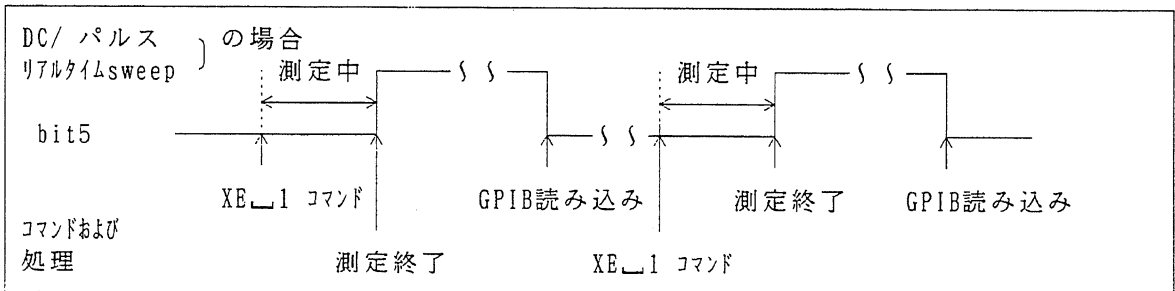 DC/ パルス
リアルタイムsweep } の場合
測定中 測定中
bit5
XE␣1 コマンド GPIB読み込み 測定終了 GPIB読み込み
コマンドおよび
処理 測定終了 XE␣1 コマンド